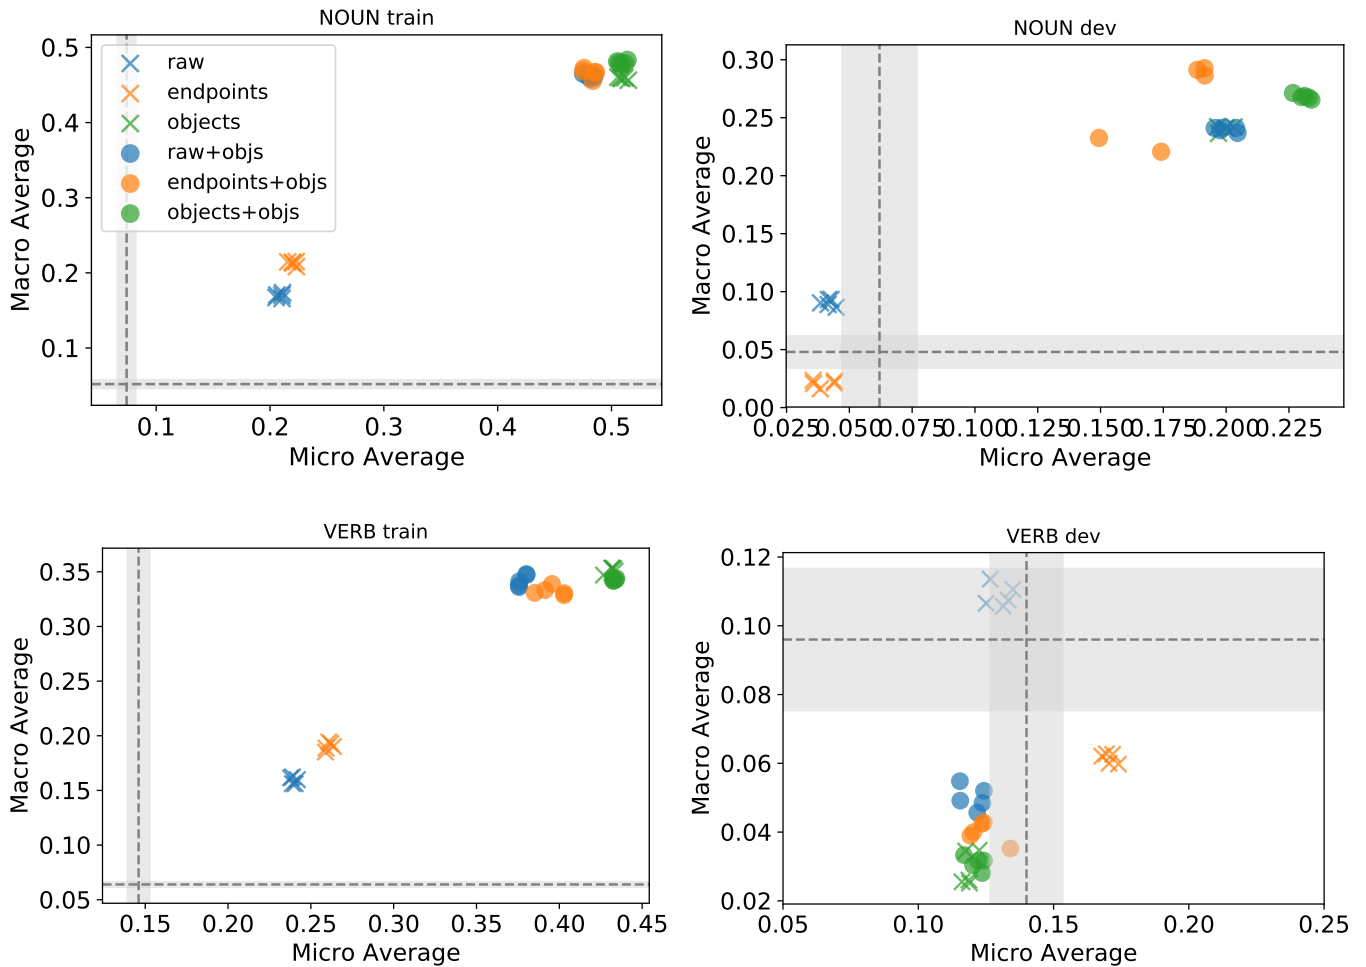 NOUN train
0.5
0.4
0.3
0.2
0.1
Macro Average
raw
endpoints
objects
raw+objs
endpoints+objs
objects+objs
0.1 0.2 0.3 0.4 0.5
Micro Average
NOUN dev
0.30
0.25
0.20
0.15
0.10
0.05
0.00
Macro Average
0.025 0.050 0.075 0.100 0.125 0.150 0.175 0.200 0.225
Micro Average
VERB train
0.35
0.30
0.25
0.20
0.15
0.10
0.05
Macro Average
0.15 0.20 0.25 0.30 0.35 0.40 0.45
Micro Average
VERB dev
0.12
0.10
0.08
0.06
0.04
0.02
Macro Average
0.05 0.10 0.15 0.20 0.25
Micro Average